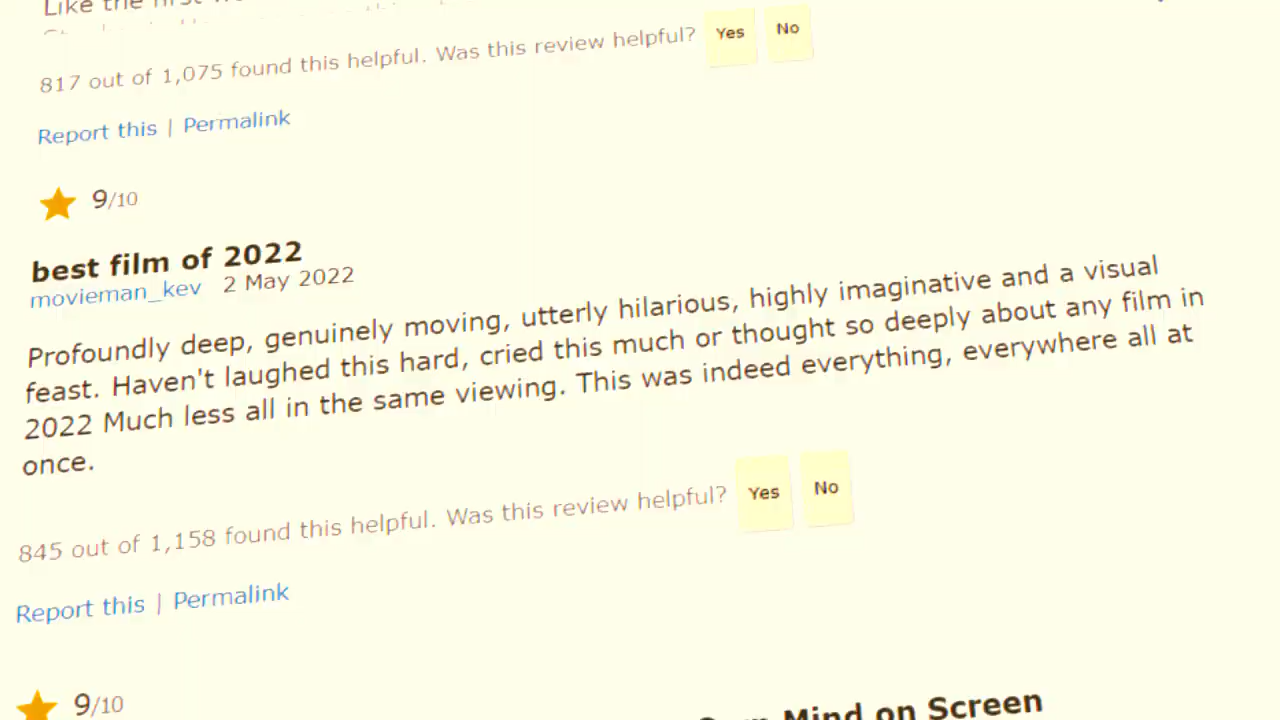 Like the first
817 out of 1,075 found this helpful. Was this review helpful? Yes No
Report this | Permalink
9/10
best film of 2022
movieman_kev 2 May 2022
Profoundly deep, genuinely moving, utterly hilarious, highly imaginative and a visual
feast. Haven't laughed this hard, cried this much or thought so deeply about any film in
2022 Much less all in the same viewing. This was indeed everything, everywhere all at
once.
845 out of 1,158 found this helpful. Was this review helpful? Yes No
Report this | Permalink
9/10
Mind on Screen